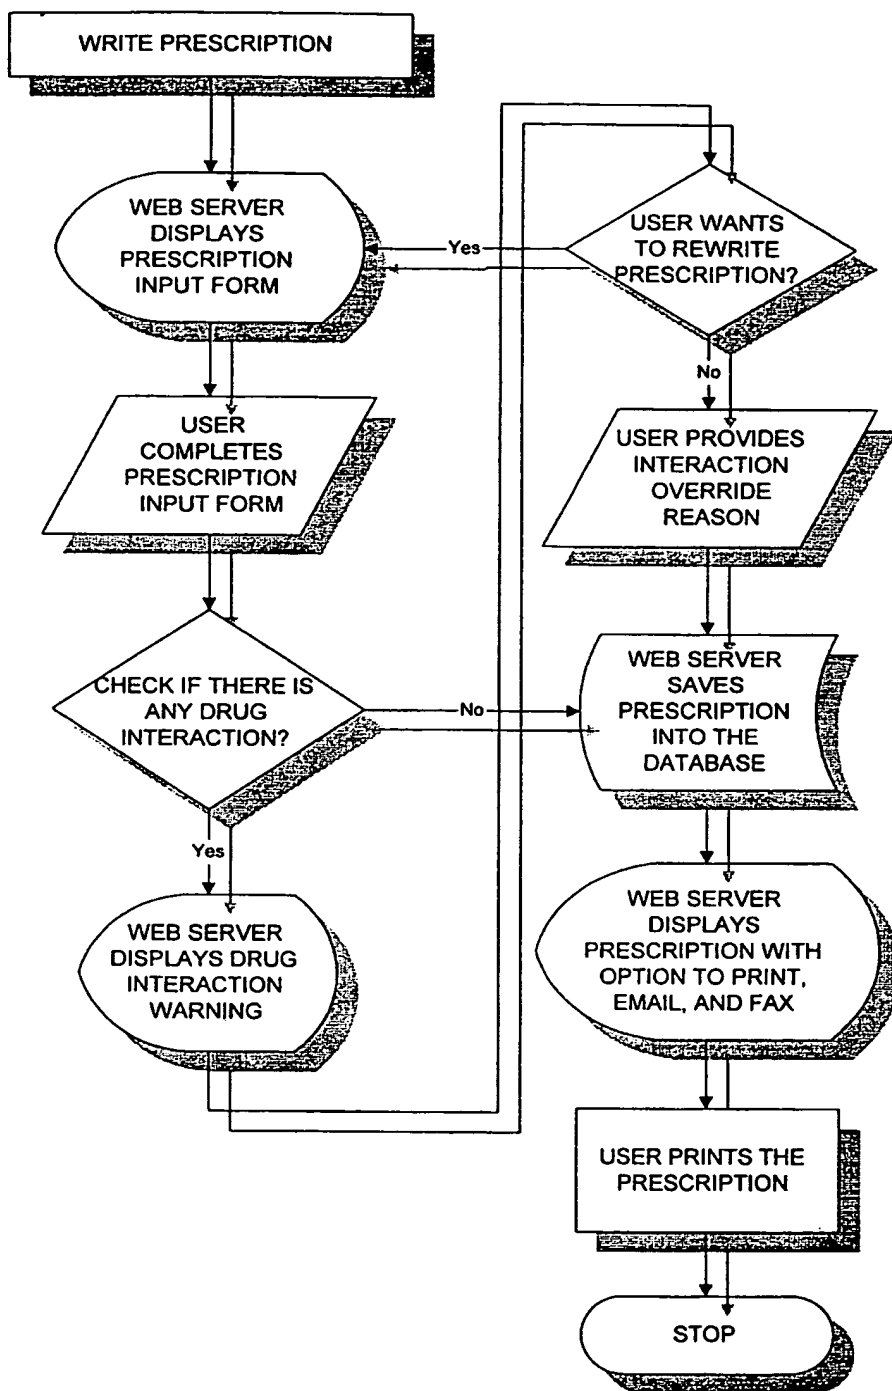 WRITE PRESCRIPTION
WEB SERVER
DISPLAYS
PRESCRIPTION
INPUT FORM
USER
COMPLETES
PRESCRIPTION
INPUT FORM
CHECK IF THERE IS
ANY DRUG
INTERACTION?
Yes
No
WEB SERVER
DISPLAYS DRUG
INTERACTION
WARNING
USER WANTS
TO REWRITE
PRESCRIPTION?
Yes
No
USER PROVIDES
INTERACTION
OVERRIDE
REASON
WEB SERVER
SAVES
PRESCRIPTION
INTO THE
DATABASE
WEB SERVER
DISPLAYS
PRESCRIPTION WITH
OPTION TO PRINT,
EMAIL, AND FAX
USER PRINTS THE
PRESCRIPTION
STOP